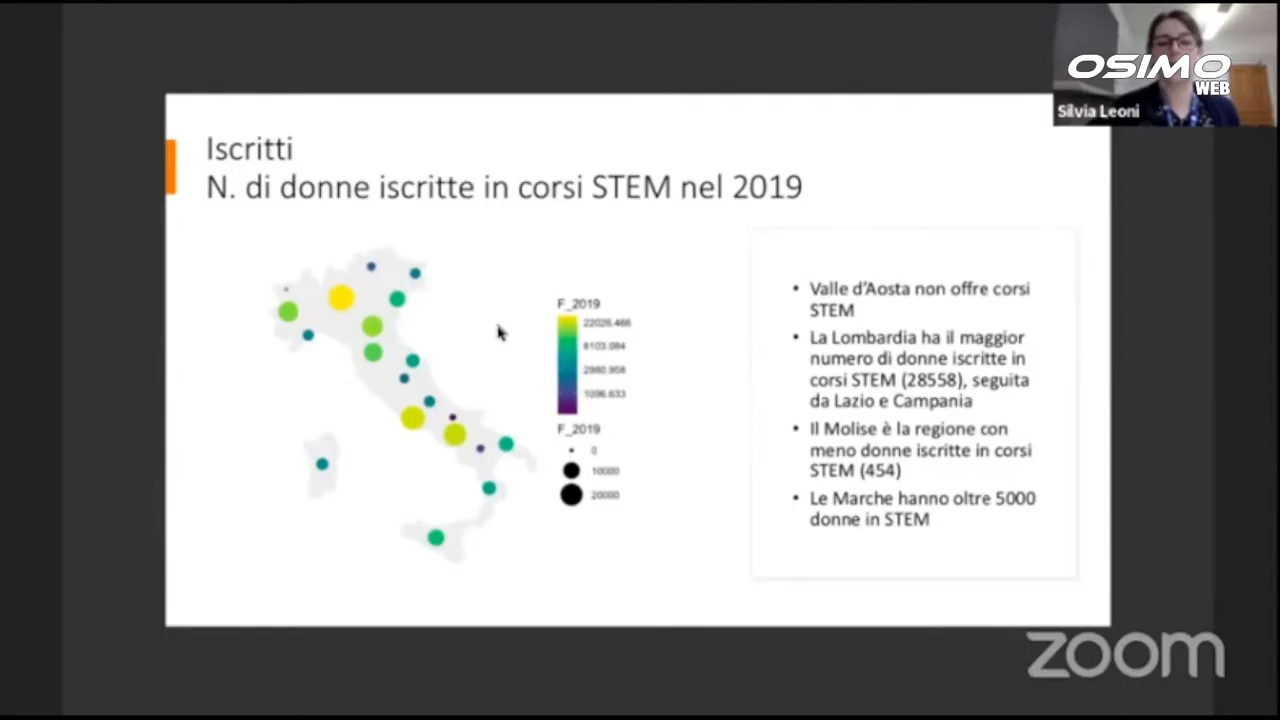 OSIMO
WEB
Silvia Leoni
Iscritti
N. di donne iscritte in corsi STEM nel 2019
F_2019
22026.466
8103.084
2980.958
1096.633
F_2019
0
10000
20000
• Valle d'Aosta non offre corsi
STEM
• La Lombardia ha il maggior
numero di donne iscritte in
corsi STEM (28558), seguita
da Lazio e Campania
• Il Molise è la regione con
meno donne iscritte in corsi
STEM (454)
• Le Marche hanno oltre 5000
donne in STEM
zoom